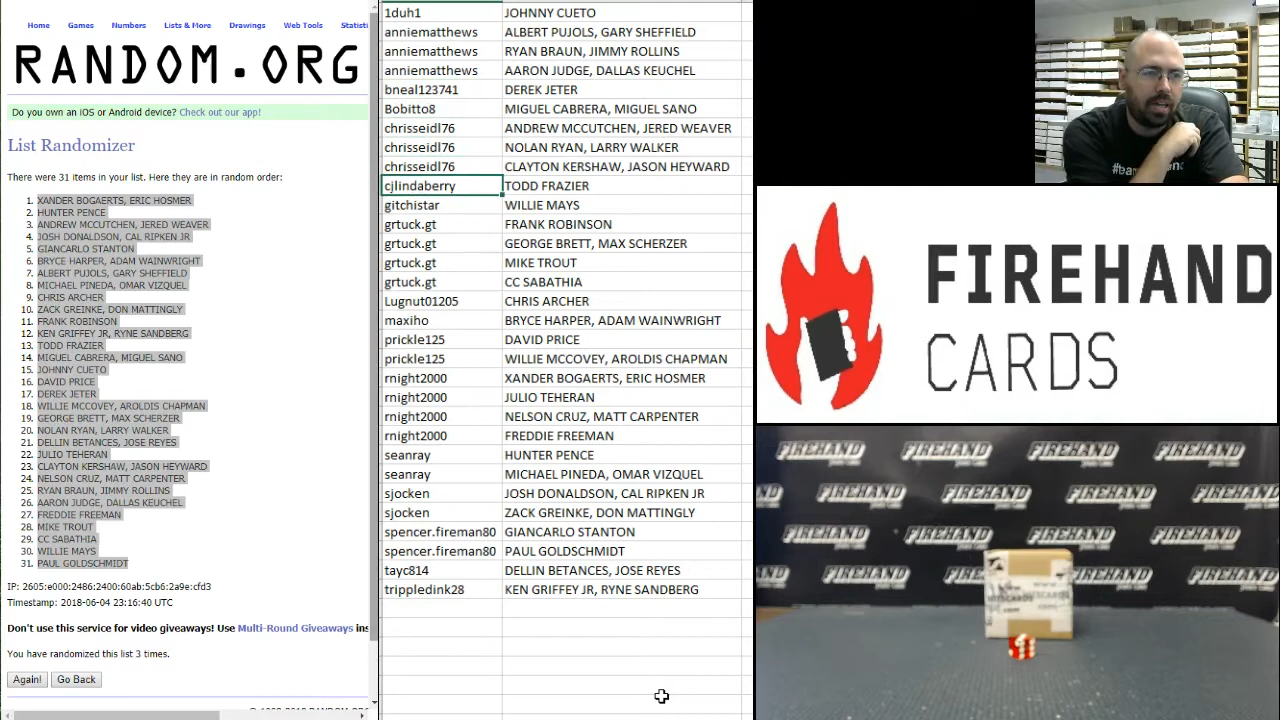 Home Games Numbers Lists & More Drawings Web Tools Statisti
RANDOM.ORG
Do you own an iOS or Android device? Check out our app!
List Randomizer
There were 31 items in your list. Here they are in random order:
1. XANDER BOGAERTS, ERIC HOSMER
2. HUNTER PENCE
3. ANDREW MCCUTCHEN, JERED WEAVER
4. JOSH DONALDSON, CAL RIPKEN JR
5. GIANCARLO STANTON
6. BRYCE HARPER, ADAM WAINWRIGHT
7. ALBERT PUJOLS, GARY SHEFFIELD
8. MICHAEL PINEDA, OMAR VIZQUEL
9. CHRIS ARCHER
10. ZACK GREINKE, DON MATTINGLY
11. FRANK ROBINSON
12. KEN GRIFFEY JR, RYNE SANDBERG
13. TODD FRAZIER
14. MIGUEL CABRERA, MIGUEL SANO
15. JOHNNY CUETO
16. DAVID PRICE
17. DEREK JETER
18. WILLIE MCCOVEY, AROLDIS CHAPMAN
19. GEORGE BRETT, MAX SCHERZER
20. NOLAN RYAN, LARRY WALKER
21. DELLIN BETANCES, JOSE REYES
22. JULIO TEHERAN
23. CLAYTON KERSHAW, JASON HEYWARD
24. NELSON CRUZ, MATT CARPENTER
25. RYAN BRAUN, JIMMY ROLLINS
26. AARON JUDGE, DALLAS KEUCHEL
27. FREDDIE FREEMAN
28. MIKE TROUT
29. CC SABATHIA
30. WILLIE MAYS
31. PAUL GOLDSCHMIDT
IP: 2605:e000:2486:2400:60ab:5cb6:2a9e:cfd3
Timestamp: 2018-06-04 23:16:40 UTC
Don't use this service for video giveaways! Use Multi-Round Giveaways ins
You have randomized this list 3 times.
Again! Go Back
1duh1 JOHNNY CUETO
anniematthews ALBERT PUJOLS, GARY SHEFFIELD
anniematthews RYAN BRAUN, JIMMY ROLLINS
anniematthews AARON JUDGE, DALLAS KEUCHEL
bneal123741 DEREK JETER
Bobitto8 MIGUEL CABRERA, MIGUEL SANO
chrisseidl76 ANDREW MCCUTCHEN, JERED WEAVER
chrisseidl76 NOLAN RYAN, LARRY WALKER
chrisseidl76 CLAYTON KERSHAW, JASON HEYWARD
cjlindaberry TODD FRAZIER
gitchistar WILLIE MAYS
grtuck.gt FRANK ROBINSON
grtuck.gt GEORGE BRETT, MAX SCHERZER
grtuck.gt MIKE TROUT
grtuck.gt CC SABATHIA
Lugnut01205 CHRIS ARCHER
maxiho BRYCE HARPER, ADAM WAINWRIGHT
prickle125 DAVID PRICE
prickle125 WILLIE MCCOVEY, AROLDIS CHAPMAN
rnight2000 XANDER BOGAERTS, ERIC HOSMER
rnight2000 JULIO TEHERAN
rnight2000 NELSON CRUZ, MATT CARPENTER
rnight2000 FREDDIE FREEMAN
seanray HUNTER PENCE
seanray MICHAEL PINEDA, OMAR VIZQUEL
sjocken JOSH DONALDSON, CAL RIPKEN JR
sjocken ZACK GREINKE, DON MATTINGLY
spencer.fireman80 GIANCARLO STANTON
spencer.fireman80 PAUL GOLDSCHMIDT
tayc814 DELLIN BETANCES, JOSE REYES
trippledink28 KEN GRIFFEY JR, RYNE SANDBERG
FIREHAND
CARDS
FIREHAND FIREHAND FIREHAND
FIREHAND FIREHAND FIREHAND
FIREHAND FIREHAND FIREHAND